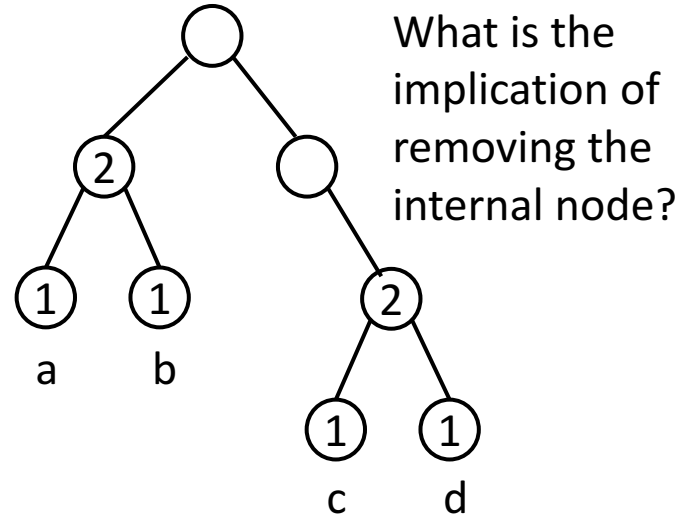 What is the
implication of
removing the
internal node?
2
1
1
a
b
2
1
1
c
d